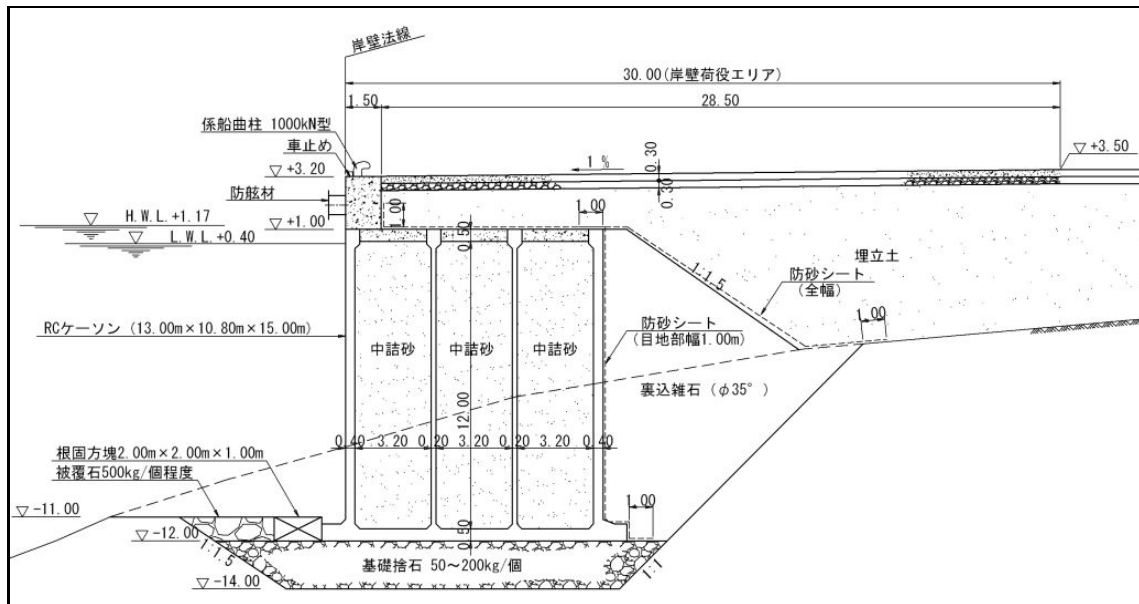 岸壁法線
30.00(岸壁荷役エリア)
1.50
28.50
係船曲柱 1000kN型
車止め
▽ +3.20
1 %
0.30
▽ +3.50
防舷材
0.30
1.00
1.00
H.W.L.+1.17
▽ +1.00
L.W.L.+0.40
0.50
埋立土
1:1.5
防砂シート
(全幅)
1.00
RCケーソン (13.00m×10.80m×15.00m)
防砂シート
(目地部幅1.00m)
中詰砂
中詰砂
中詰砂
裏込雑石 (φ35°)
12.00
0.40
3.20
0.20
3.20
0.20
3.20
0.40
根固方塊2.00m×2.00m×1.00m
被覆石500kg/個程度
▽ -11.00
1.00
▽ -12.00
0.50
1:1.5
基礎捨石 50~200kg/個
1:1
▽ -14.00